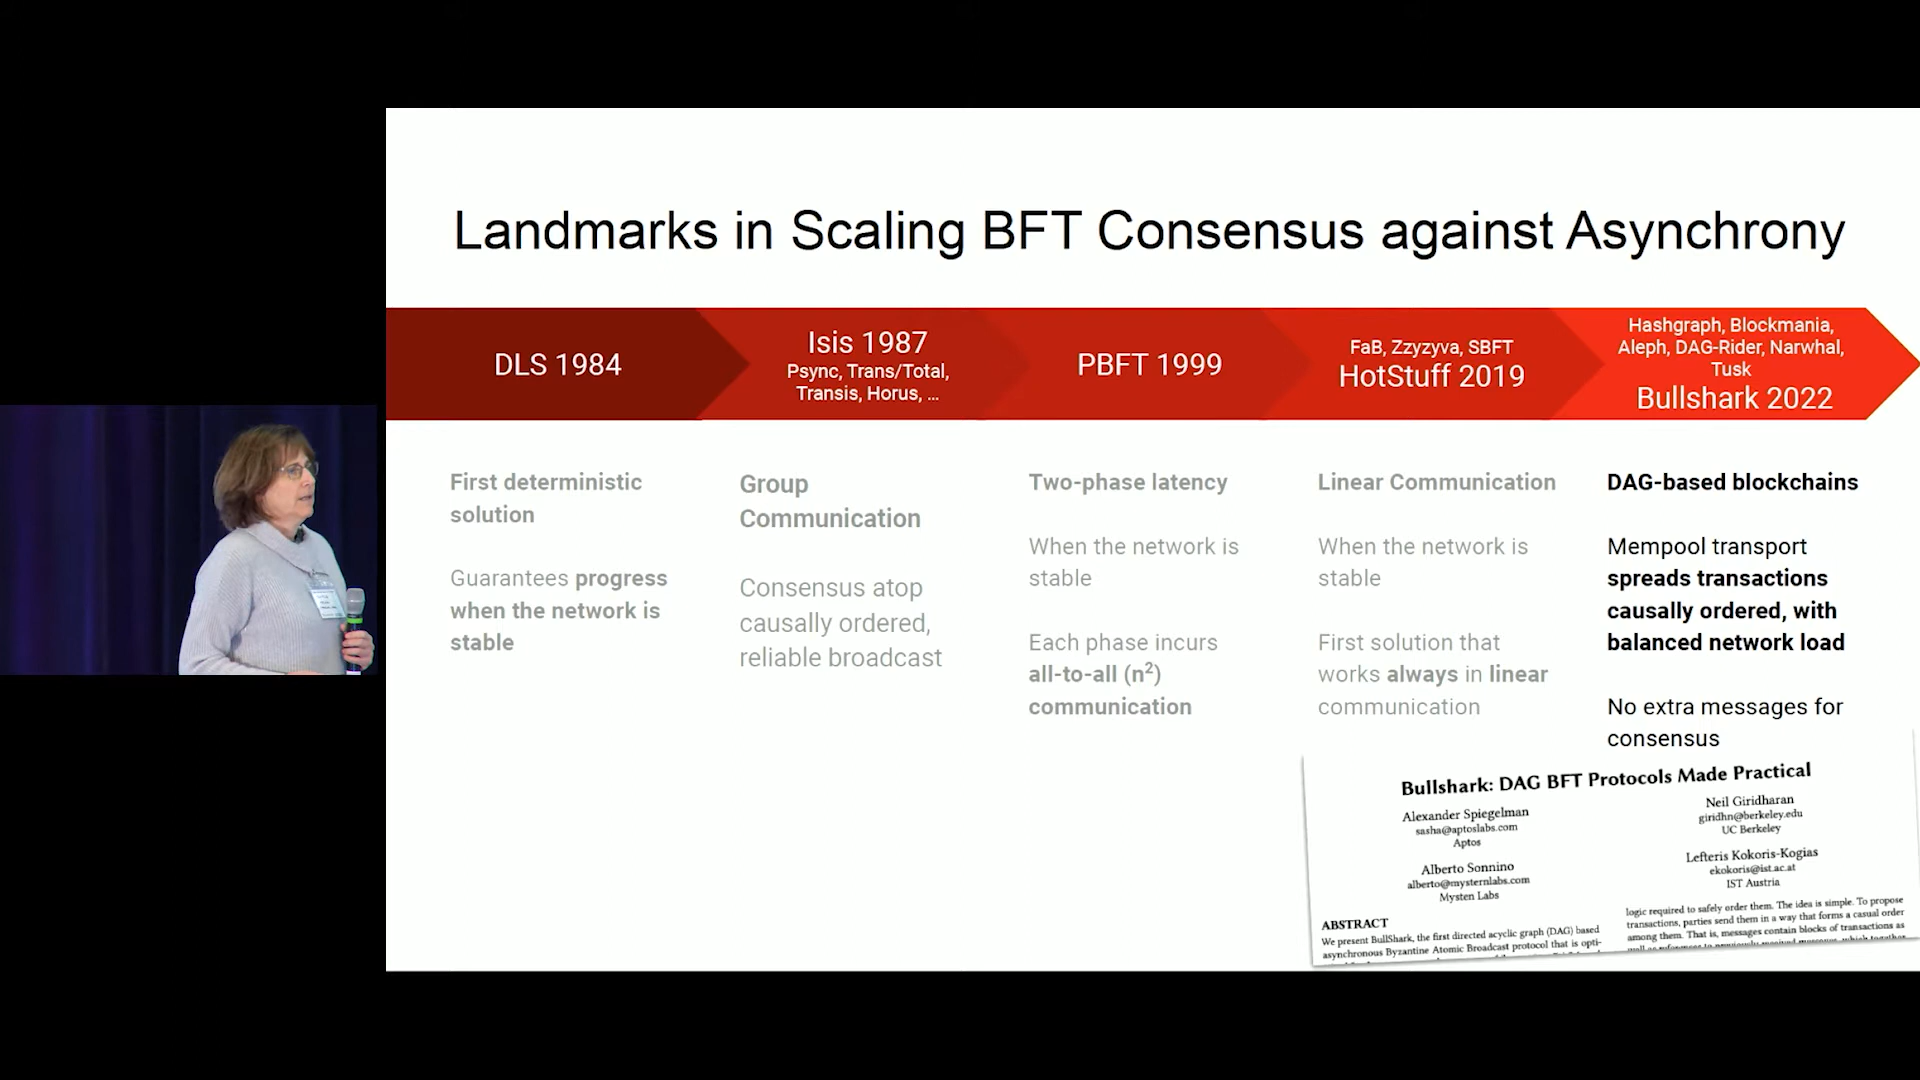 Landmarks in Scaling BFT Consensus against Asynchrony
DLS 1984
Isis 1987
Psync, Trans/Total,
Transis, Horus, ...
PBFT 1999
FaB, Zzyzyva, SBFT
HotStuff 2019
Hashgraph, Blockmania,
Aleph, DAG-Rider, Narwhal,
Tusk
Bullshark 2022
First deterministic
solution
Guarantees progress
when the network is
stable
Group
Communication
Consensus atop
causally ordered,
reliable broadcast
Two-phase latency
When the network is
stable
Each phase incurs
all-to-all (n²)
communication
Linear Communication
When the network is
stable
First solution that
works always in linear
communication
DAG-based blockchains
Mempool transport
spreads transactions
causally ordered, with
balanced network load
No extra messages for
consensus
Bullshark: DAG BFT Protocols Made Practical
Alexander Spiegelman
sasha@aptoslabs.com
Aptos
Neil Giridharan
giridhn@berkeley.edu
UC Berkeley
Alberto Sonnino
alberto@mystenlabs.com
Mysten Labs
Lefteris Kokoris-Kogias
ekokoris@ist.ac.at
IST Austria
ABSTRACT
We present BullShark, the first directed acyclic graph (DAG) based
asynchronous Byzantine Atomic Broadcast protocol that is opti-
logic required to safely order them. The idea is simple. To propose
transactions, parties send them in a way that forms a casual order
among them. That is, messages contain blocks of transactions as